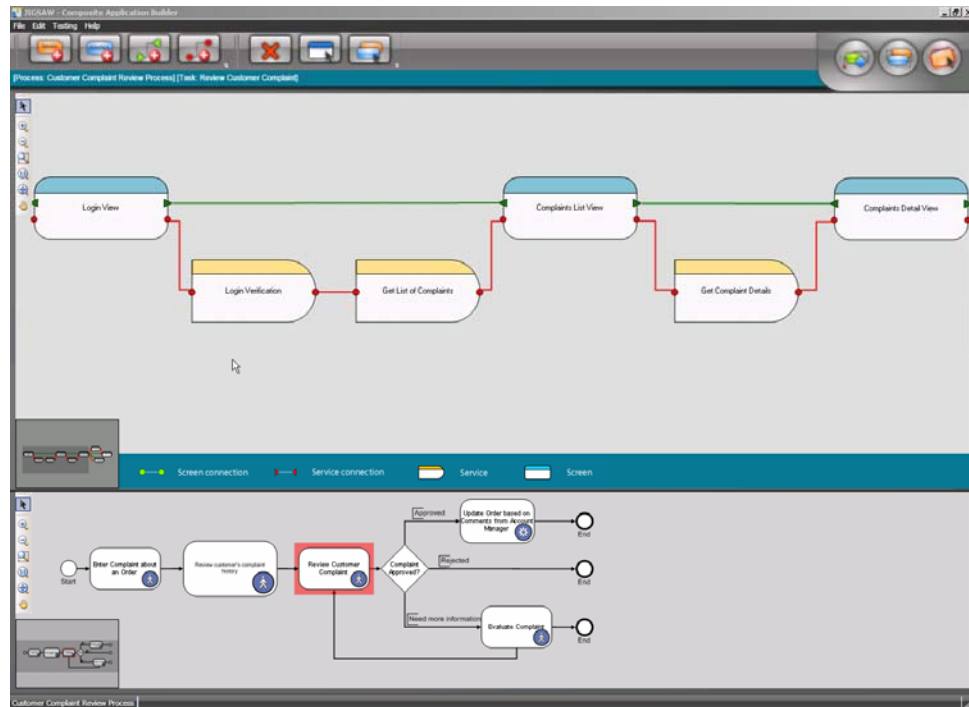 JIGSAW - Composite Application Builder
File Edit Testing Help
[Process: Customer Complaint Review Process] [Task: Review Customer Complaint]
Login View
Complaints List View
Complaints Detail View
Login Verification
Get List of Complaints
Get Complaint Details
Screen connection
Service connection
Service
Screen
Start
Enter Complaint about
an Order
Review customer's complaint
history
Review Customer
Complaint
Complaint
Approved?
Approved
Update Order based on
Comments from Account
Manager
End
Rejected
End
Need more information
Evaluate Complaint
End
Customer Complaint Review Process